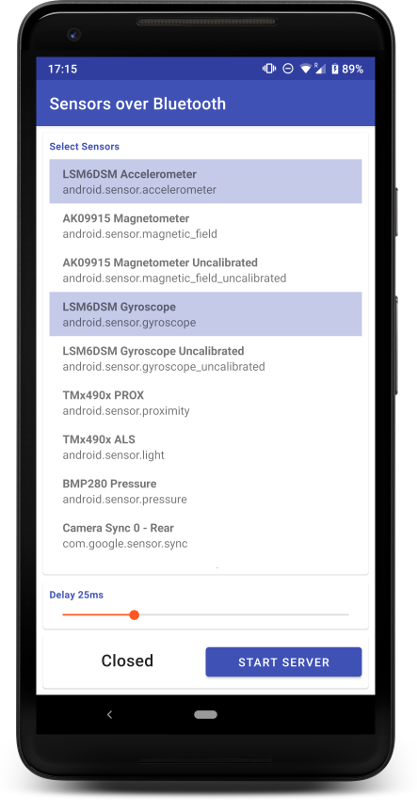 17:15
R
89%
Sensors over Bluetooth
Select Sensors
LSM6DSM Accelerometer
android.sensor.accelerometer
AK09915 Magnetometer
android.sensor.magnetic_field
AK09915 Magnetometer Uncalibrated
android.sensor.magnetic_field_uncalibrated
LSM6DSM Gyroscope
android.sensor.gyroscope
LSM6DSM Gyroscope Uncalibrated
android.sensor.gyroscope_uncalibrated
TMx490x PROX
android.sensor.proximity
TMx490x ALS
android.sensor.light
BMP280 Pressure
android.sensor.pressure
Camera Sync 0 - Rear
com.google.sensor.sync
Delay 25ms
Closed
START SERVER